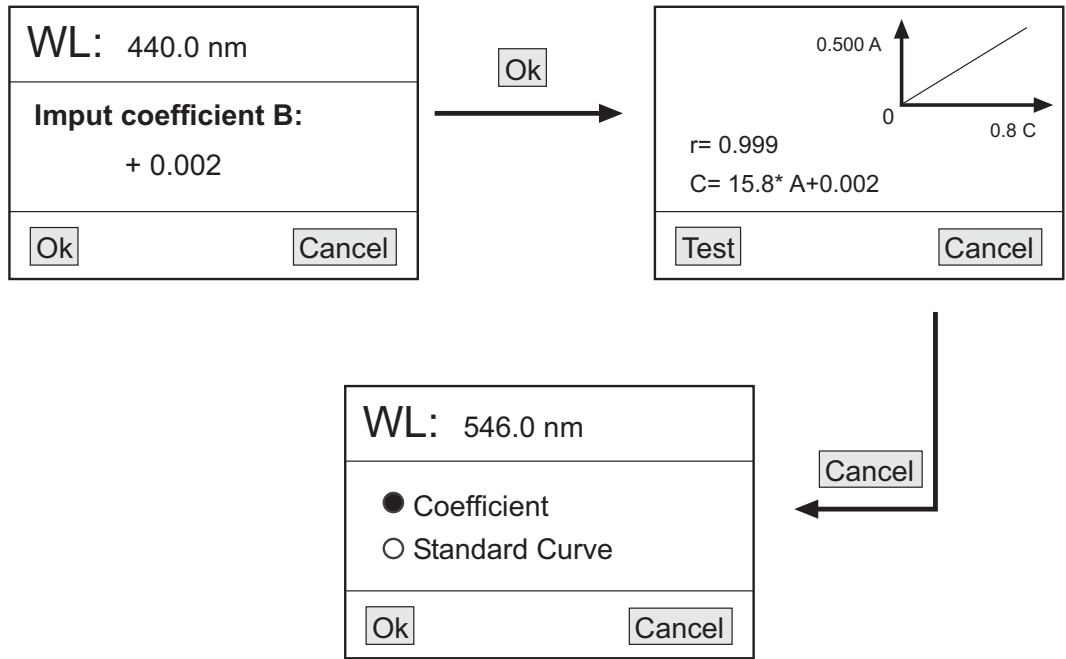 WL: 440.0 nm
Imput coefficient B:
+ 0.002
Ok Cancel
Ok
0.500 A
0
0.8 C
r= 0.999
C= 15.8* A+0.002
Test Cancel
Cancel
WL: 546.0 nm
Coefficient
Standard Curve
Ok Cancel